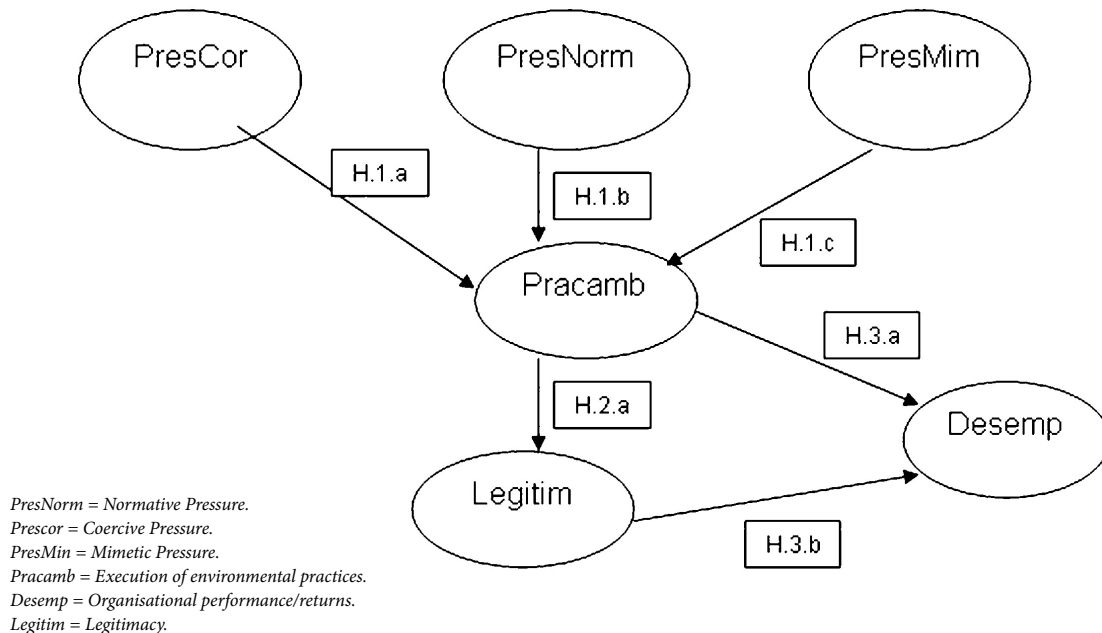 PresCor
PresNorm
PresMim
H.1.a
H.1.b
H.1.c
Pracamb
H.3.a
H.2.a
Desemp
Legitim
H.3.b
PresNorm = Normative Pressure.
Prescor = Coercive Pressure.
PresMin = Mimetic Pressure.
Pracamb = Execution of environmental practices.
Desemp = Organisational performance/returns.
Legitim = Legitimacy.